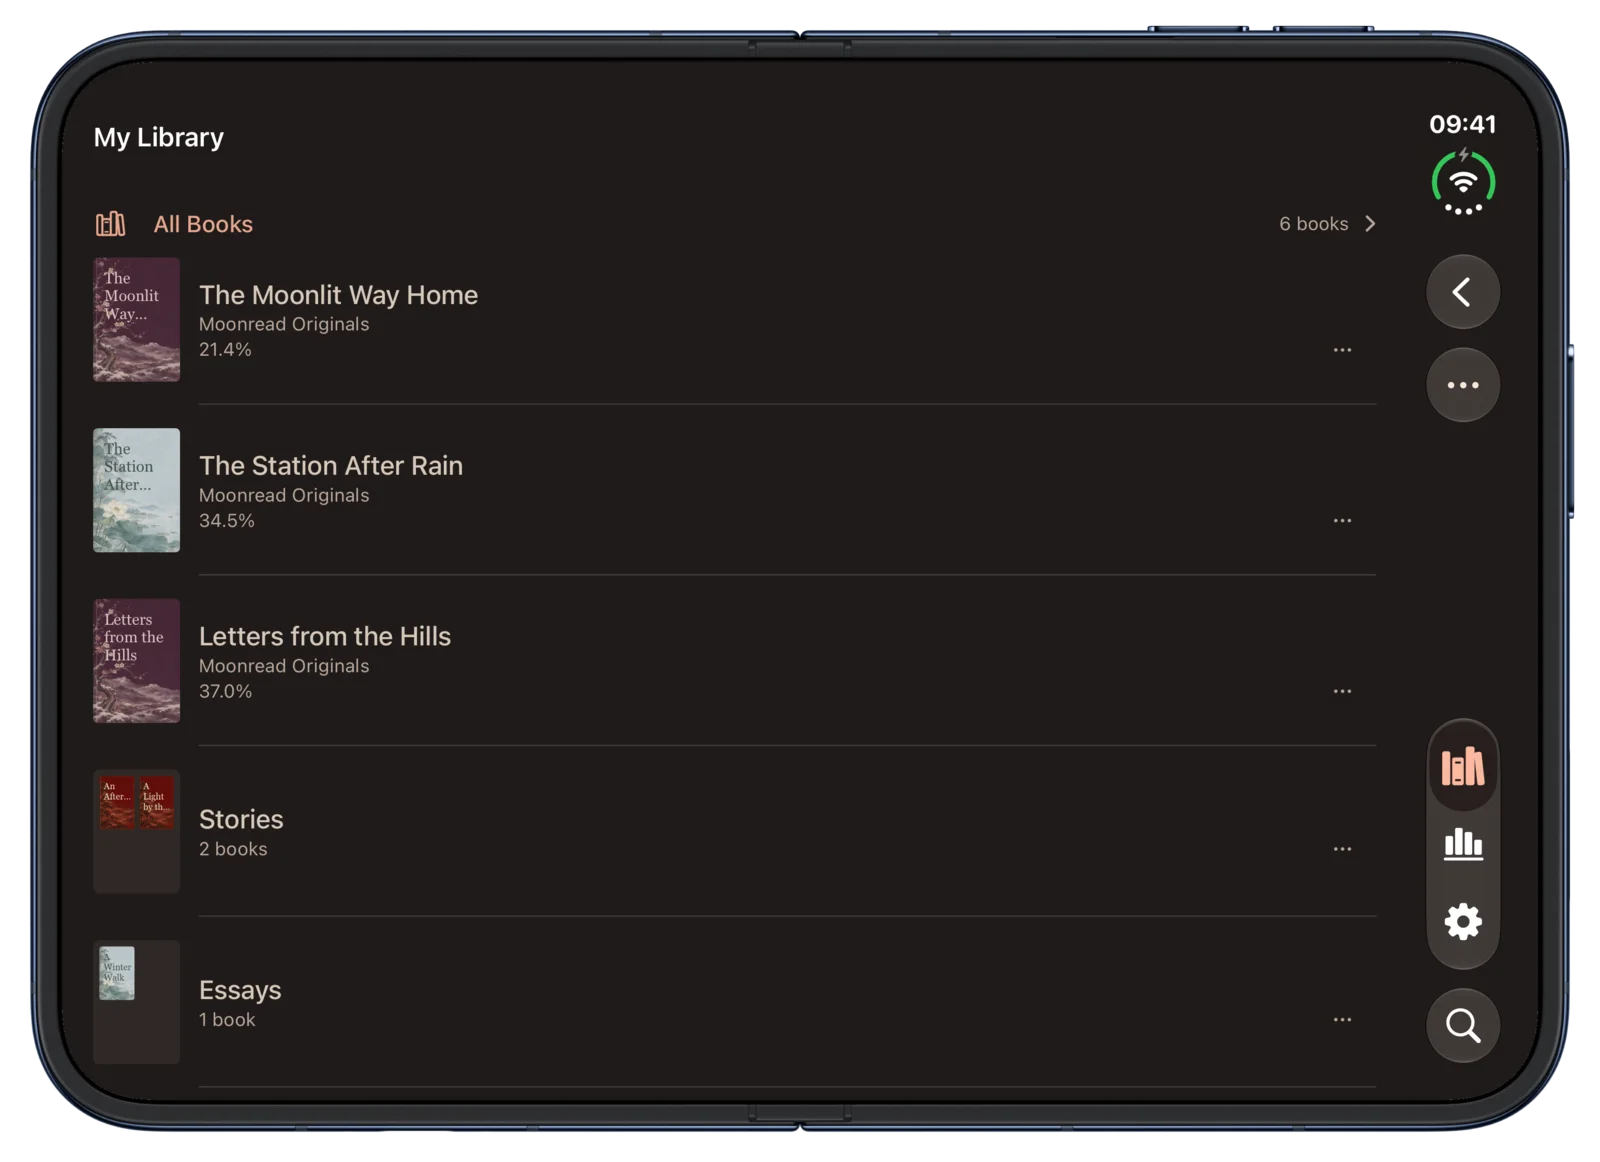 My Library
09:41
All Books
6 books
The
Moonlit
Way...
The Moonlit Way Home
Moonread Originals
21.4%
The
Station
After...
The Station After Rain
Moonread Originals
34.5%
Letters
from the
Hills
Letters from the Hills
Moonread Originals
37.0%
An
After...
A
Light
by th...
Stories
2 books
A
Winter
Walk
Essays
1 book